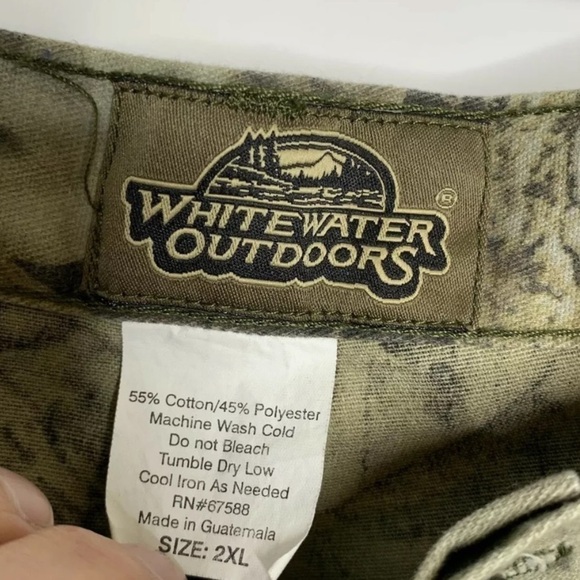 WHITEWATER
OUTDOORS
®
55% Cotton/45% Polyester
Machine Wash Cold
Do not Bleach
Tumble Dry Low
Cool Iron As Needed
RN#67588
Made in Guatemala
SIZE: 2XL